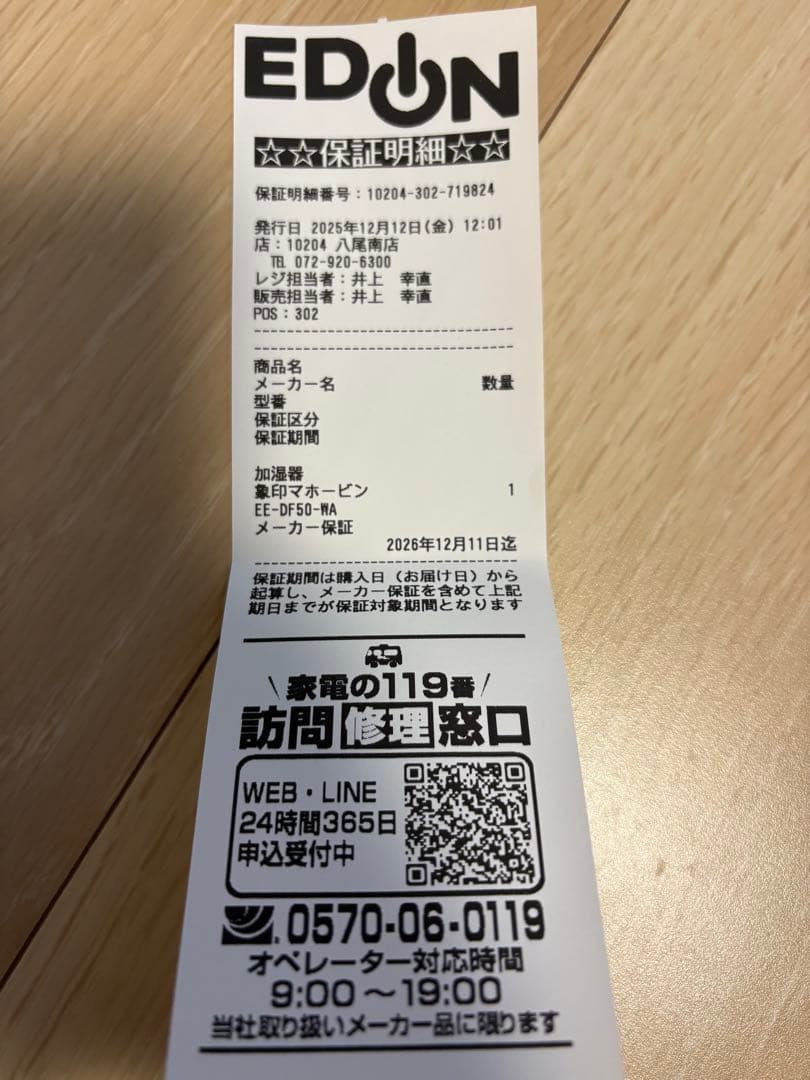 EDION
☆☆保証明細☆☆
保証明細番号：10204-302-719824
発行日 2025年12月12日(金) 12:01
店：10204 八尾南店
TEL 072-920-6300
レジ担当者：井上 幸直
販売担当者：井上 幸直
POS：302
商品名
メーカー名 数量
型番
保証区分
保証期間
加湿器
象印マホービン 1
EE-DF50-WA
メーカー保証
2026年12月11日迄
保証期間は購入日（お届け日）から
起算し、メーカー保証を含めて上記
期日までが保証対象期間となります
\家電の119番/
訪問修理窓口
WEB・LINE
24時間365日
申込受付中
0570-06-0119
オペレーター対応時間
9:00～19:00
当社取り扱いメーカー品に限ります